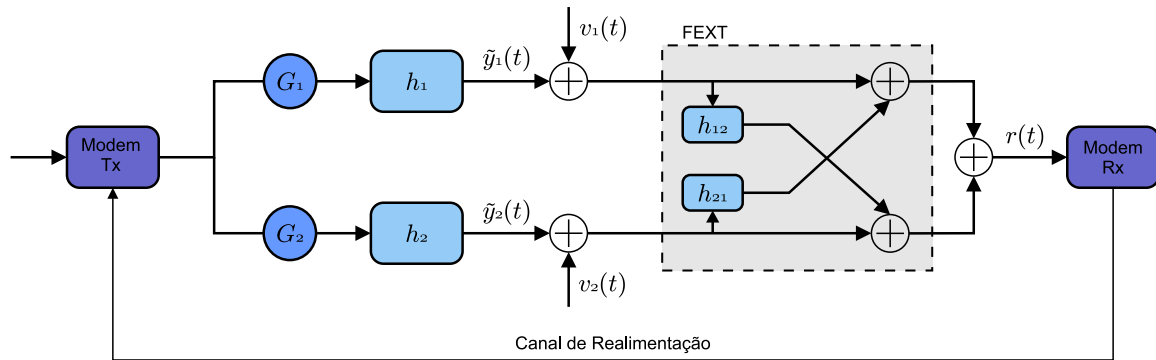 v₁(t)
FEXT
G₁
h₁
ỹ₁(t)
h₁₂
Modem
Tx
r(t)
Modem
Rx
h₂₁
G₂
h₂
ỹ₂(t)
v₂(t)
Canal de Realimentação